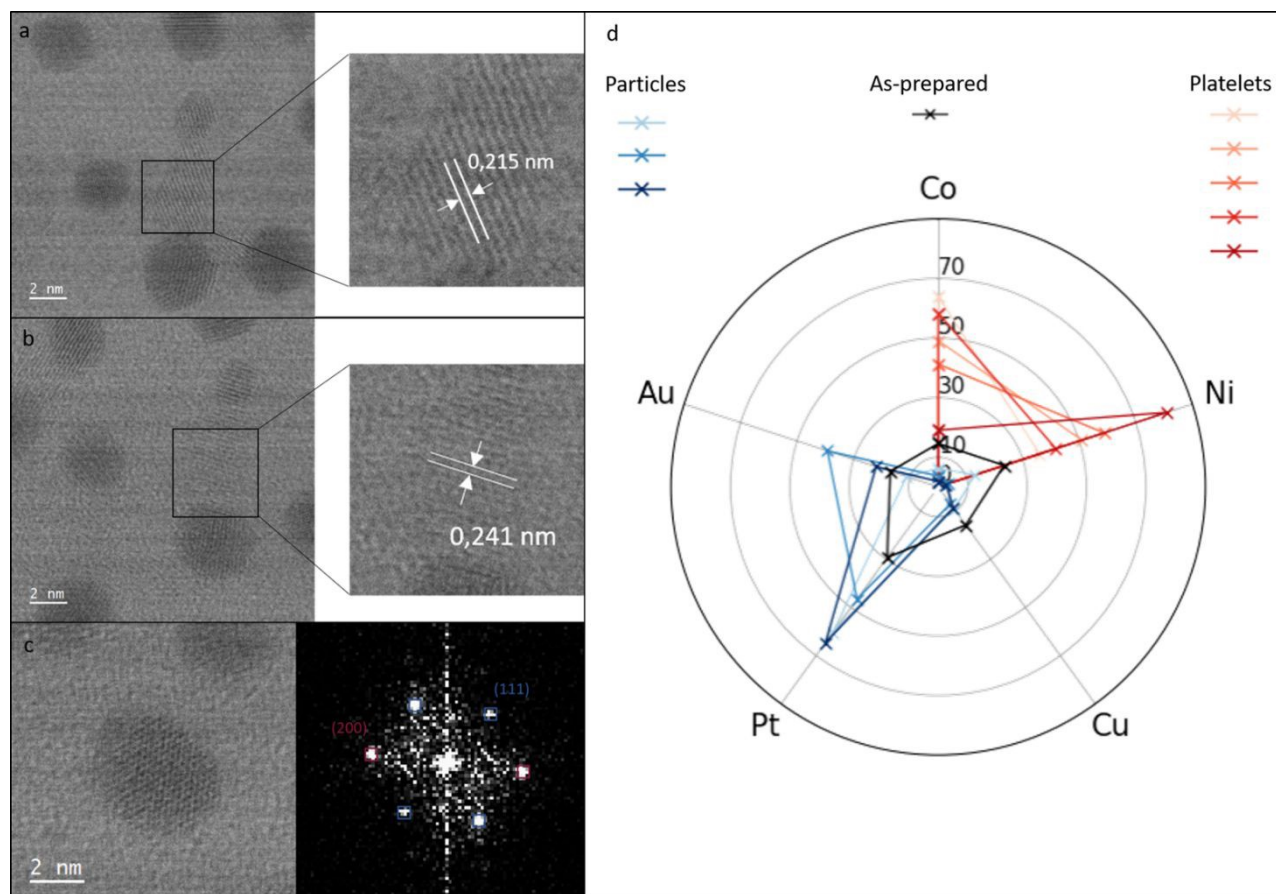 a
0,215 nm
2 nm
b
0,241 nm
2 nm
c
(200)
(111)
2 nm
d
Particles
As-prepared
Platelets
Co
Ni
Cu
Pt
Au
70
50
30
10
0